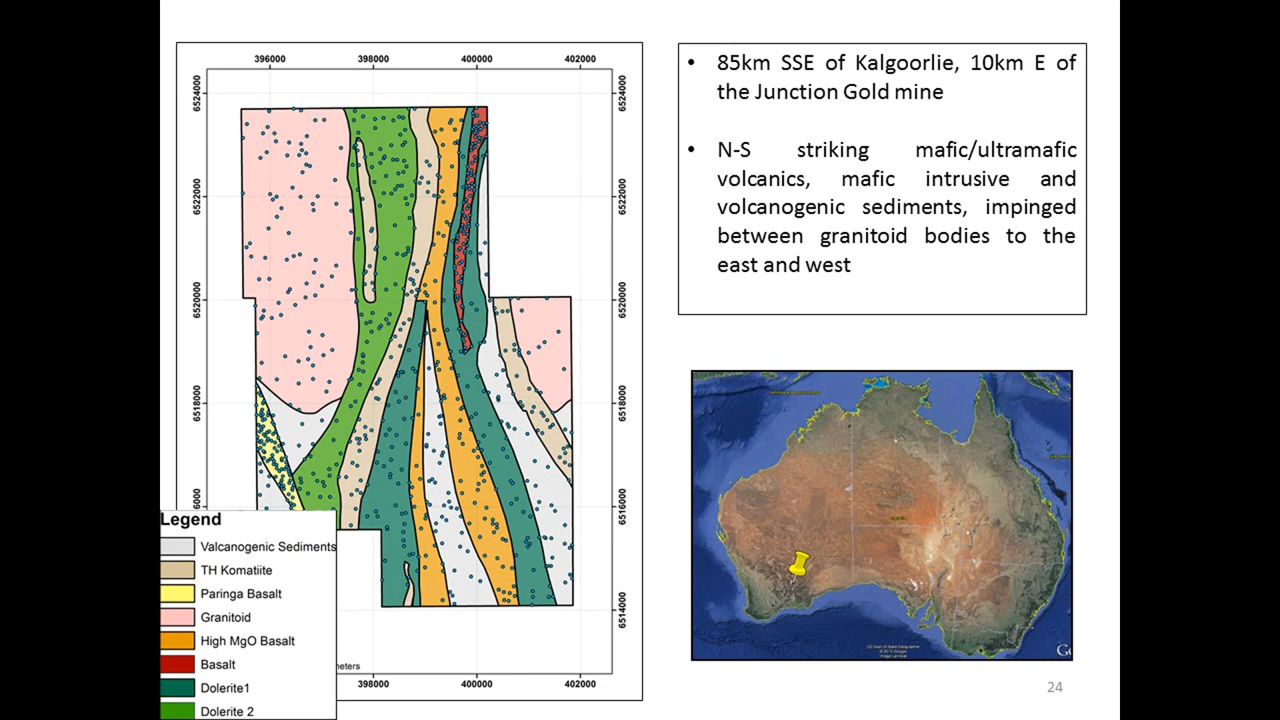 396000
398000
400000
402000
6524000
6524000
6522000
6522000
6520000
6520000
6518000
6518000
6000
6516000
6514000
398000
400000
402000
neters
Legend
Valcanogenic Sediments
TH Komatiite
Paringa Basalt
Granitoid
High MgO Basalt
Basalt
Dolerite1
Dolerite 2
• 85km SSE of Kalgoorlie, 10km E of
the Junction Gold mine
• N-S striking mafic/ultramafic
volcanics, mafic intrusive and
volcanogenic sediments, impinged
between granitoid bodies to the
east and west
24